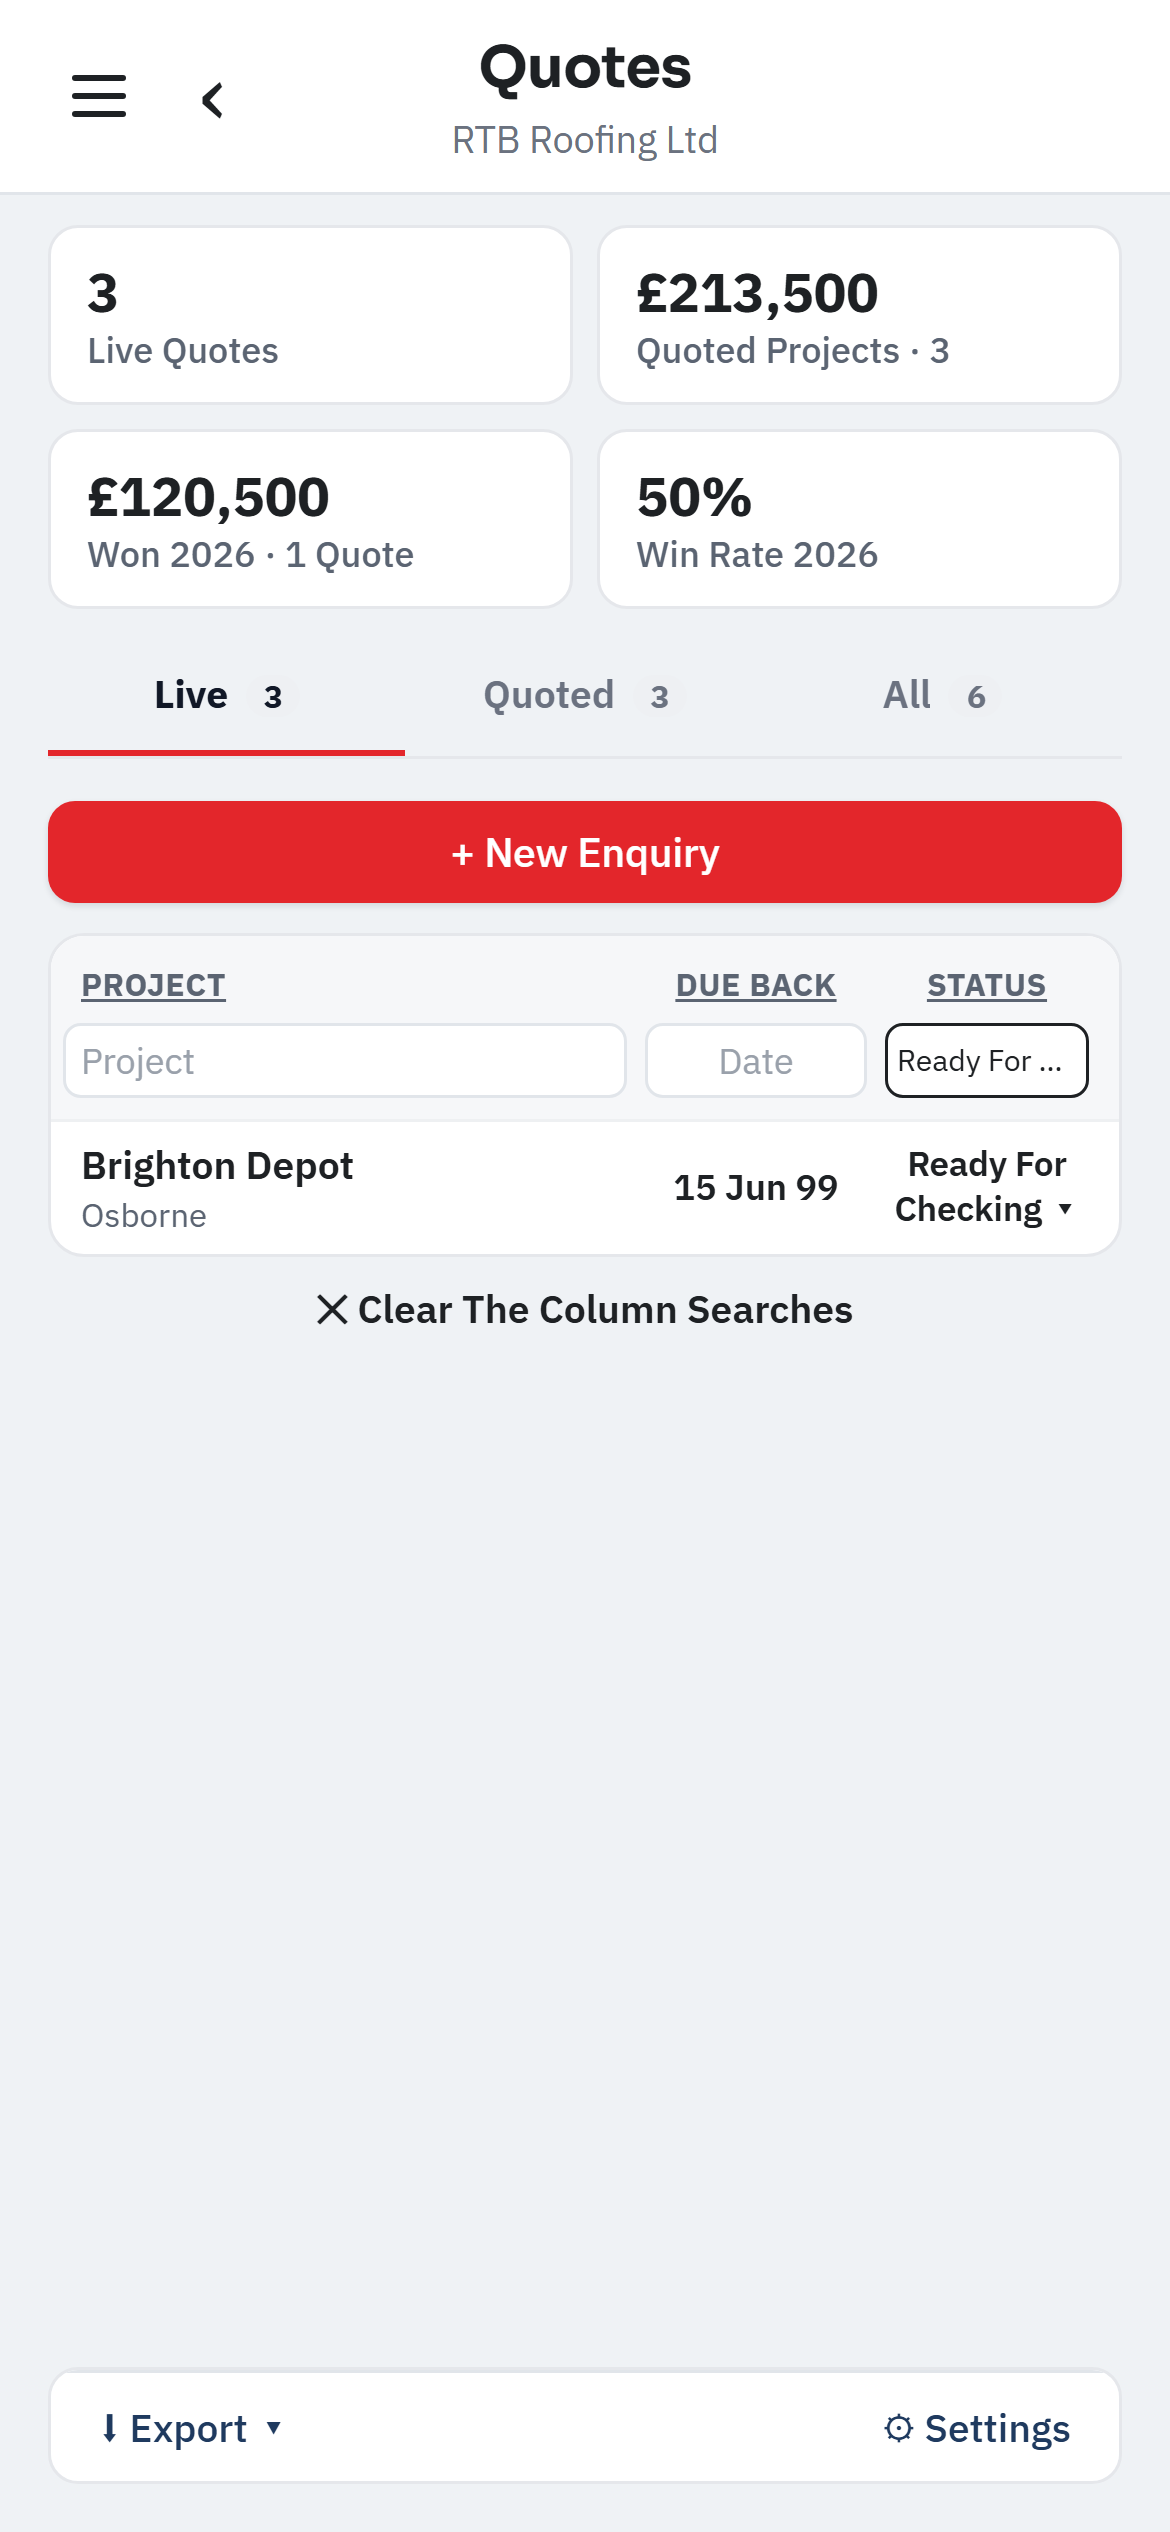 Quotes
RTB Roofing Ltd
3
Live Quotes
£213,500
Quoted Projects · 3
£120,500
Won 2026 · 1 Quote
50%
Win Rate 2026
Live 3
Quoted 3
All 6
+ New Enquiry
PROJECT DUE BACK STATUS
Project Date Ready For ...
Brighton Depot
Osborne
15 Jun 99
Ready For
Checking ▼
✕ Clear The Column Searches
⬇ Export ▼
⚙ Settings